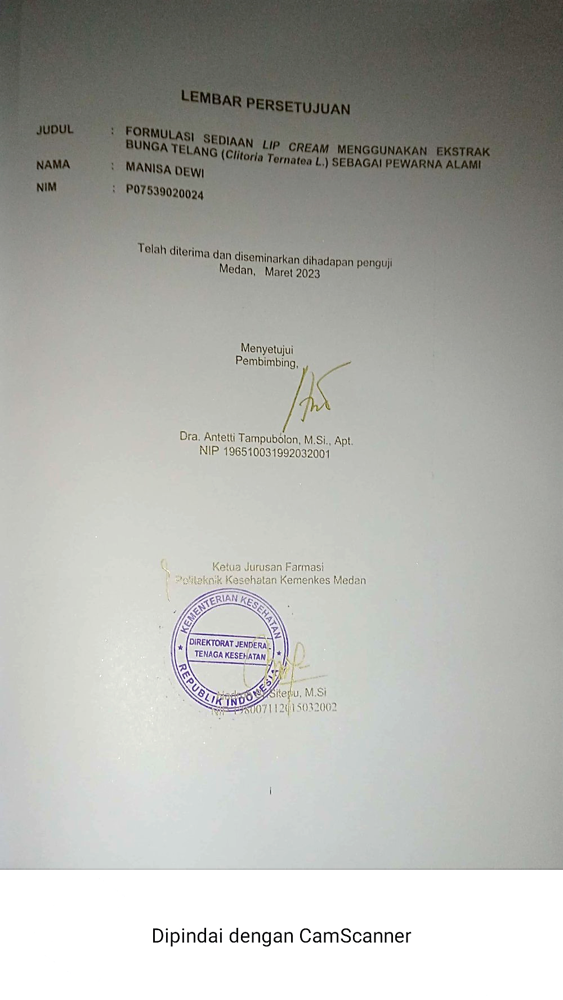 LEMBAR PERSETUJUAN
JUDUL : FORMULASI SEDIAAN LIP CREAM MENGGUNAKAN EKSTRAK
BUNGA TELANG (Clitoria Ternatea L.) SEBAGAI PEWARNA ALAMI
NAMA : MANISA DEWI
NIM : P07539020024
Telah diterima dan diseminarkan dihadapan penguji
Medan, Maret 2023
Menyetujui
Pembimbing,
Dra. Antetti Tampubolon, M.Si., Apt.
NIP 196510031992032001
Ketua Jurusan Farmasi
Politeknik Kesehatan Kemenkes Medan
KEMENTERIAN KESEHATAN
DIREKTORAT JENDERAL
TENAGA KESEHATAN
REPUBLIK INDONESIA
Sitepu, M.Si
NIP 198007112015032002
i
Dipindai dengan CamScanner